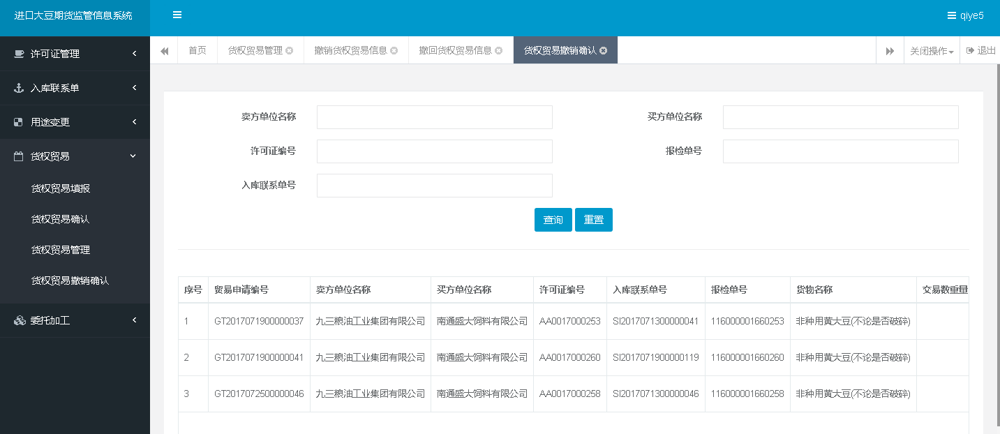 进口大豆期货监管信息系统
qiye5
许可证管理
入库联系单
用途变更
货权贸易
货权贸易填报
货权贸易确认
货权贸易管理
货权贸易撤销确认
委托加工
首页 货权贸易管理 撤销货权贸易信息 撤回货权贸易信息 货权贸易撤销确认 关闭操作 退出
卖方单位名称 买方单位名称
许可证编号 报检单号
入库联系单号
查询 重置
序号 贸易申请编号 卖方单位名称 买方单位名称 许可证编号 入库联系单号 报检单号 货物名称 交易数重量
1 GT2017071900000037 九三粮油工业集团有限公司 南通盛大饲料有限公司 AA0017000253 SI2017071300000041 116000001660253 非种用黄大豆(不论是否破碎)
2 GT2017071900000041 九三粮油工业集团有限公司 南通盛大饲料有限公司 AA0017000260 SI2017071900000119 116000001660260 非种用黄大豆(不论是否破碎)
3 GT2017072500000046 九三粮油工业集团有限公司 南通盛大饲料有限公司 AA0017000258 SI2017071300000046 116000001660258 非种用黄大豆(不论是否破碎)